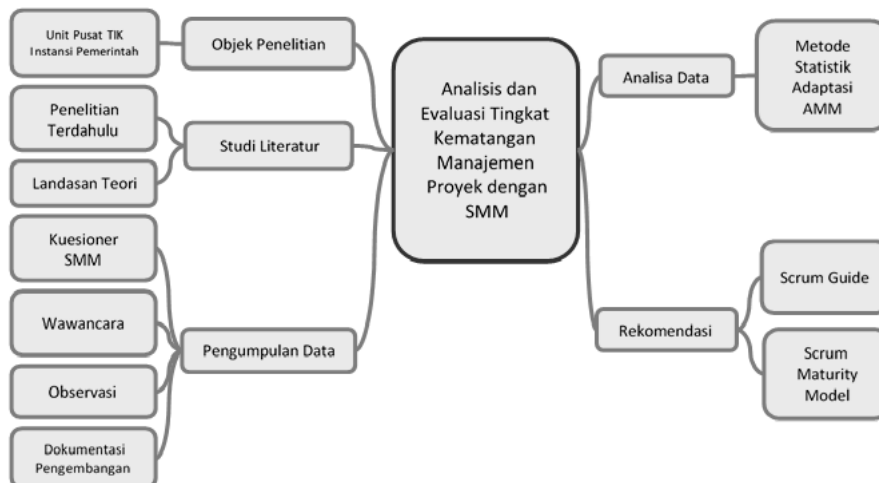 Unit Pusat TIK
Instansi Pemerintah
Objek Penelitian
Penelitian
Terdahulu
Landasan Teori
Studi Literatur
Kuesioner
SMM
Wawancara
Observasi
Dokumentasi
Pengembangan
Pengumpulan Data
Analisis dan
Evaluasi Tingkat
Kematangan
Manajemen
Proyek dengan
SMM
Analisa Data
Metode
Statistik
Adaptasi
AMM
Rekomendasi
Scrum Guide
Scrum
Maturity
Model